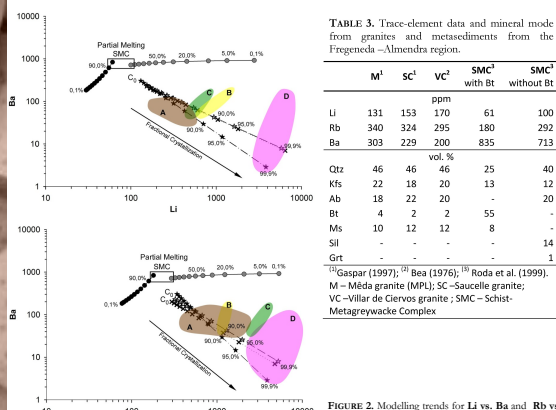 10000
1000
100
10
1
Ba
Partial Melting
SMC
90,0%
50,0%
20,0%
5,0%
0,1%
0,1%
C₀
A
C
B
D
90,0%
90,0%
95,0%
95,0%
99,9%
99,9%
Fractional Crystallization
1
10
100
1000
10000
Li
10000
1000
100
10
1
Ba
Partial Melting
SMC
90,0%
50,0%
20,0%
5,0%
0,1%
0,1%
C₀
C₀
A
B
C
D
90,0%
90,0%
95,0%
95,0%
99,9%
99,9%
Fractional Crystallization
TABLE 3. Trace-element data and mineral mode
from granites and metasediments from the
Fregeneda –Almendra region.
M¹ SC¹ VC² SMC³ with Bt SMC³ without Bt
ppm
Li 131 153 170 61 100
Rb 340 324 295 180 292
Ba 303 229 200 835 713
vol. %
Qtz 46 46 46 25 40
Kfs 22 18 20 13 12
Ab 18 22 20 - 20
Bt 4 2 2 55 -
Ms 10 12 12 8 -
Sil - - - - 14
Grt - - - - 1
⁽¹⁾Gaspar (1997); ⁽²⁾ Bea (1976); ⁽³⁾ Roda et al. (1999).
M – Mêda granite (MPL); SC –Saucelle granite;
VC –Villar de Ciervos granite ; SMC – Schist-
Metagreywacke Complex
FIGURE 2. Modelling trends for Li vs. Ba and Rb vs